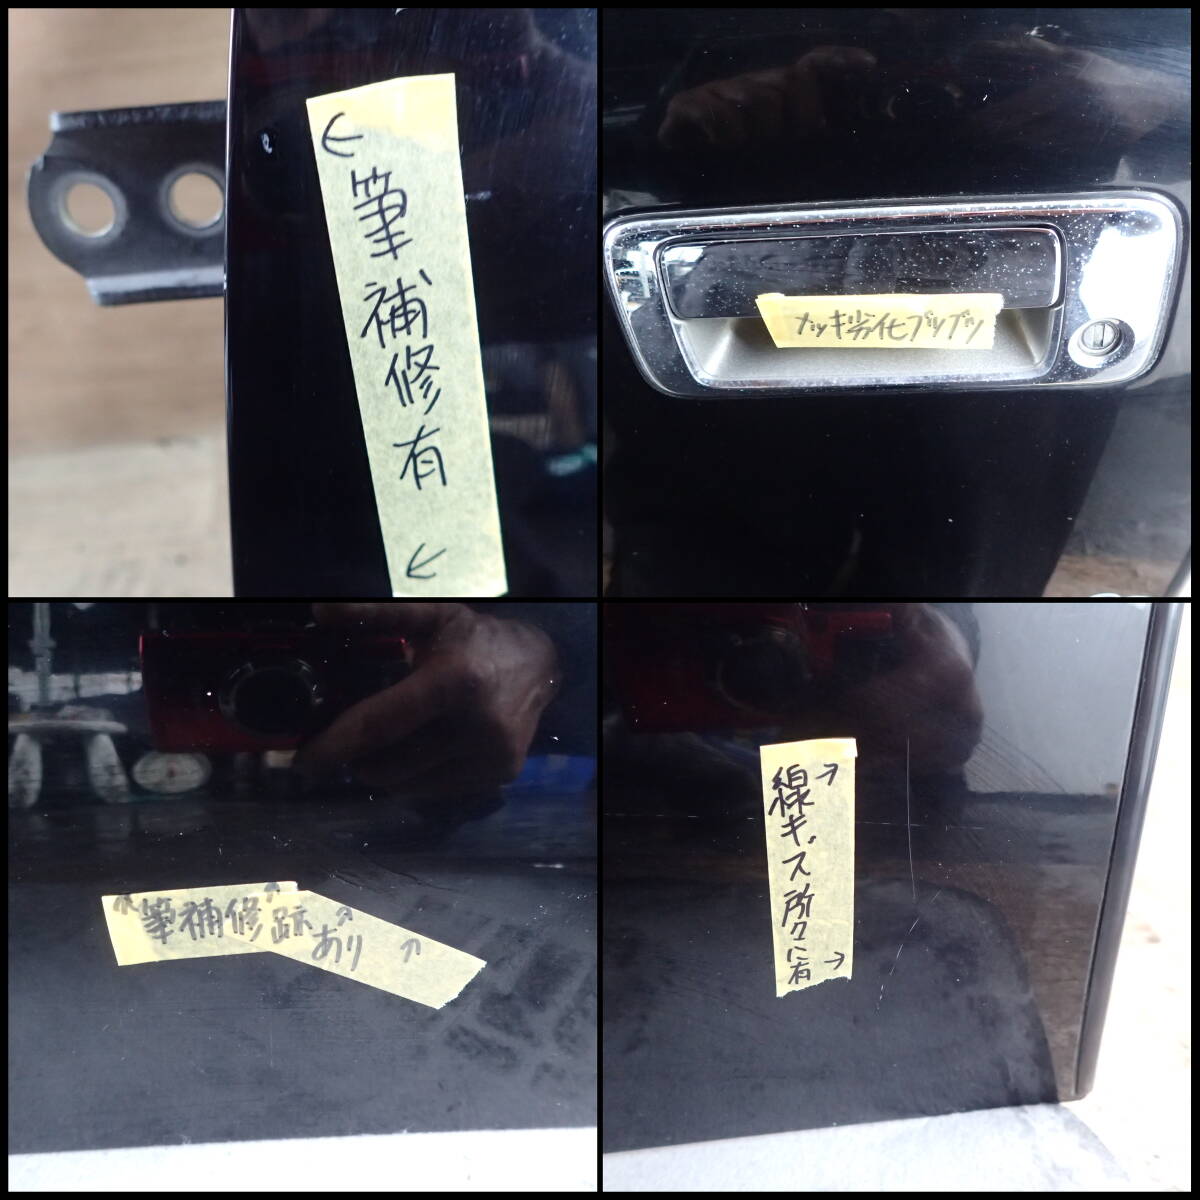 ←
筆補修有
←
メッキ劣化ブツブツ
↑ ↑ ↑ ↑
筆補修跡あり
→
線キズ所々に有
→